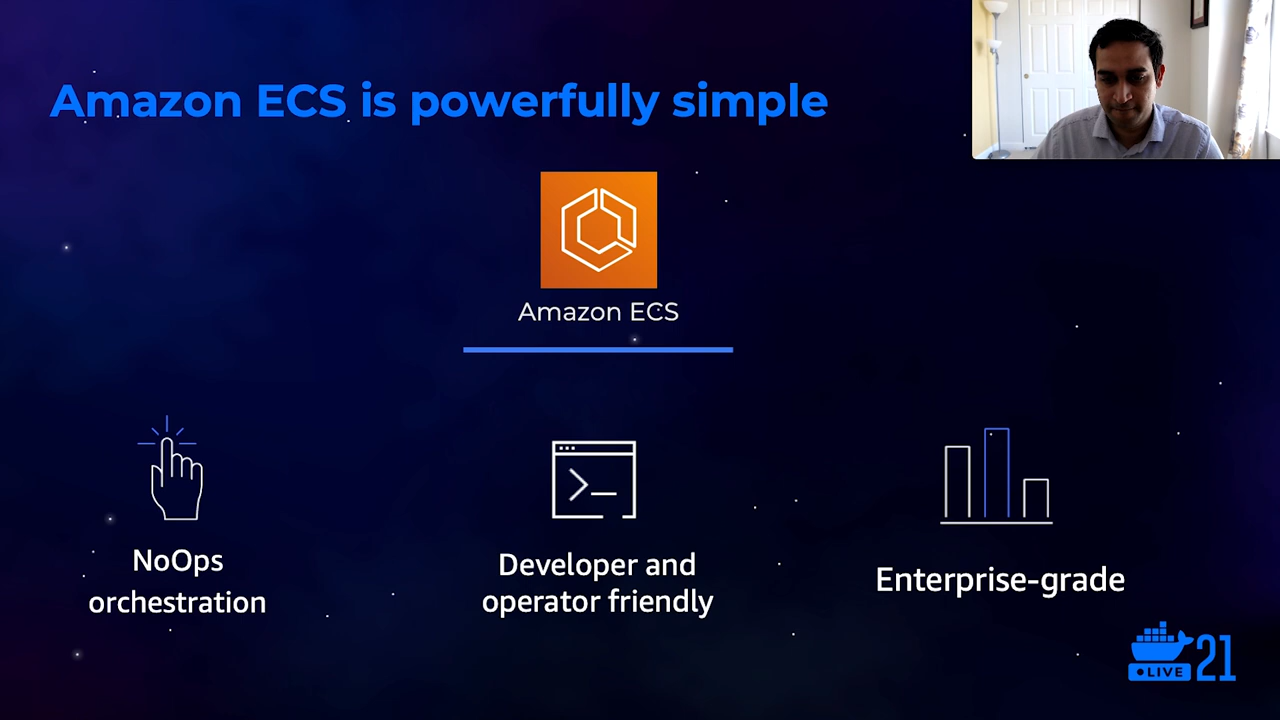 Amazon ECS is powerfully simple
Amazon ECS
NoOps
orchestration
Developer and
operator friendly
Enterprise-grade
LIVE 21